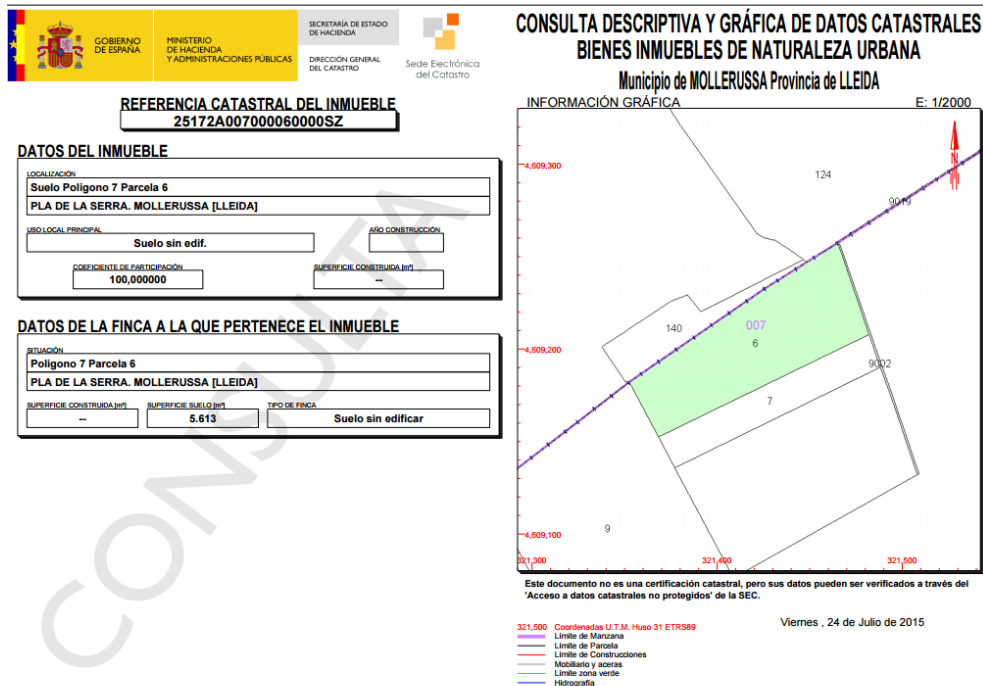 GOBIERNO
DE ESPAÑA
MINISTERIO
DE HACIENDA
Y ADMINISTRACIONES PÚBLICAS
SECRETARÍA DE ESTADO
DE HACIENDA
DIRECCIÓN GENERAL
DEL CATASTRO
Sede Electrónica
del Catastro
REFERENCIA CATASTRAL DEL INMUEBLE
25172A007000060000SZ
DATOS DEL INMUEBLE
LOCALIZACIÓN
Suelo Polígono 7 Parcela 6
PLA DE LA SERRA. MOLLERUSSA [LLEIDA]
USO LOCAL PRINCIPAL
AÑO CONSTRUCCIÓN
Suelo sin edif.
COEFICIENTE DE PARTICIPACIÓN
SUPERFICIE CONSTRUIDA [m²]
100,000000
--
DATOS DE LA FINCA A LA QUE PERTENECE EL INMUEBLE
SITUACIÓN
Polígono 7 Parcela 6
PLA DE LA SERRA. MOLLERUSSA [LLEIDA]
SUPERFICIE CONSTRUIDA [m²]
SUPERFICIE SUELO [m²]
TIPO DE FINCA
--
5.613
Suelo sin edificar
CONSULTA
CONSULTA DESCRIPTIVA Y GRÁFICA DE DATOS CATASTRALES
BIENES INMUEBLES DE NATURALEZA URBANA
Municipio de MOLLERUSSA Provincia de LLEIDA
INFORMACIÓN GRÁFICA
E: 1/2000
4,609,300
124
9019
N
140
007
6
4,609,200
9002
7
9
4,609,100
321,300
321,400
321,500
Este documento no es una certificación catastral, pero sus datos pueden ser verificados a través del
'Acceso a datos catastrales no protegidos' de la SEC.
321,500 Coordenadas U.T.M. Huso 31 ETRS89
Límite de Manzana
Límite de Parcela
Límite de Construcciones
Mobiliario y aceras
Límite zona verde
Hidrografía
Viernes , 24 de Julio de 2015